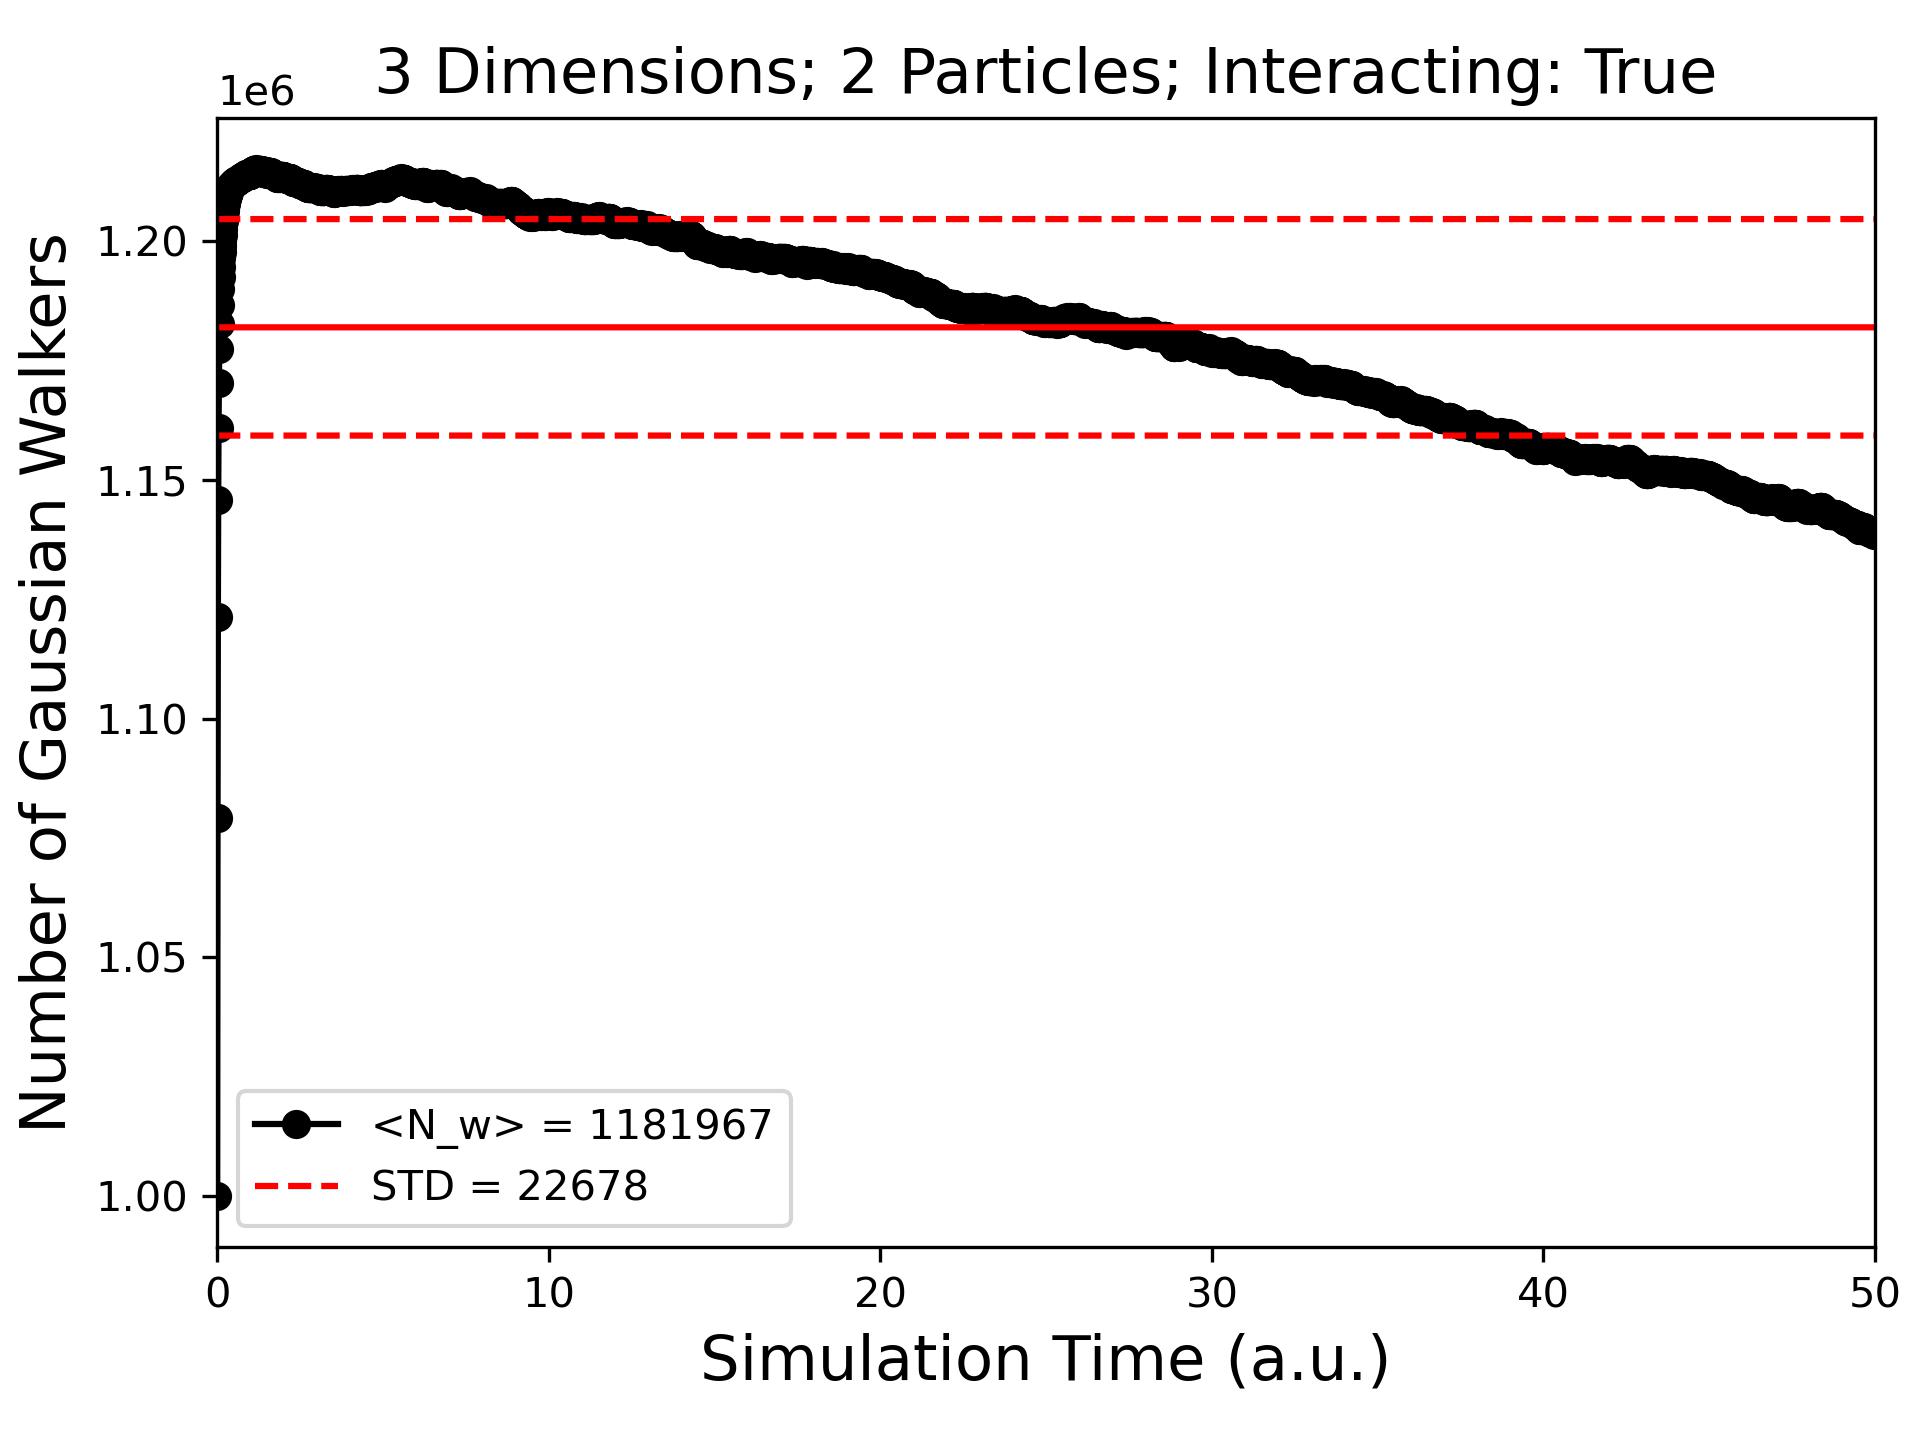 3 Dimensions; 2 Particles; Interacting: True
1e6
Number of Gaussian Walkers
1.20
1.15
1.10
1.05
1.00
<N_w> = 1181967
STD = 22678
0 10 20 30 40 50
Simulation Time (a.u.)